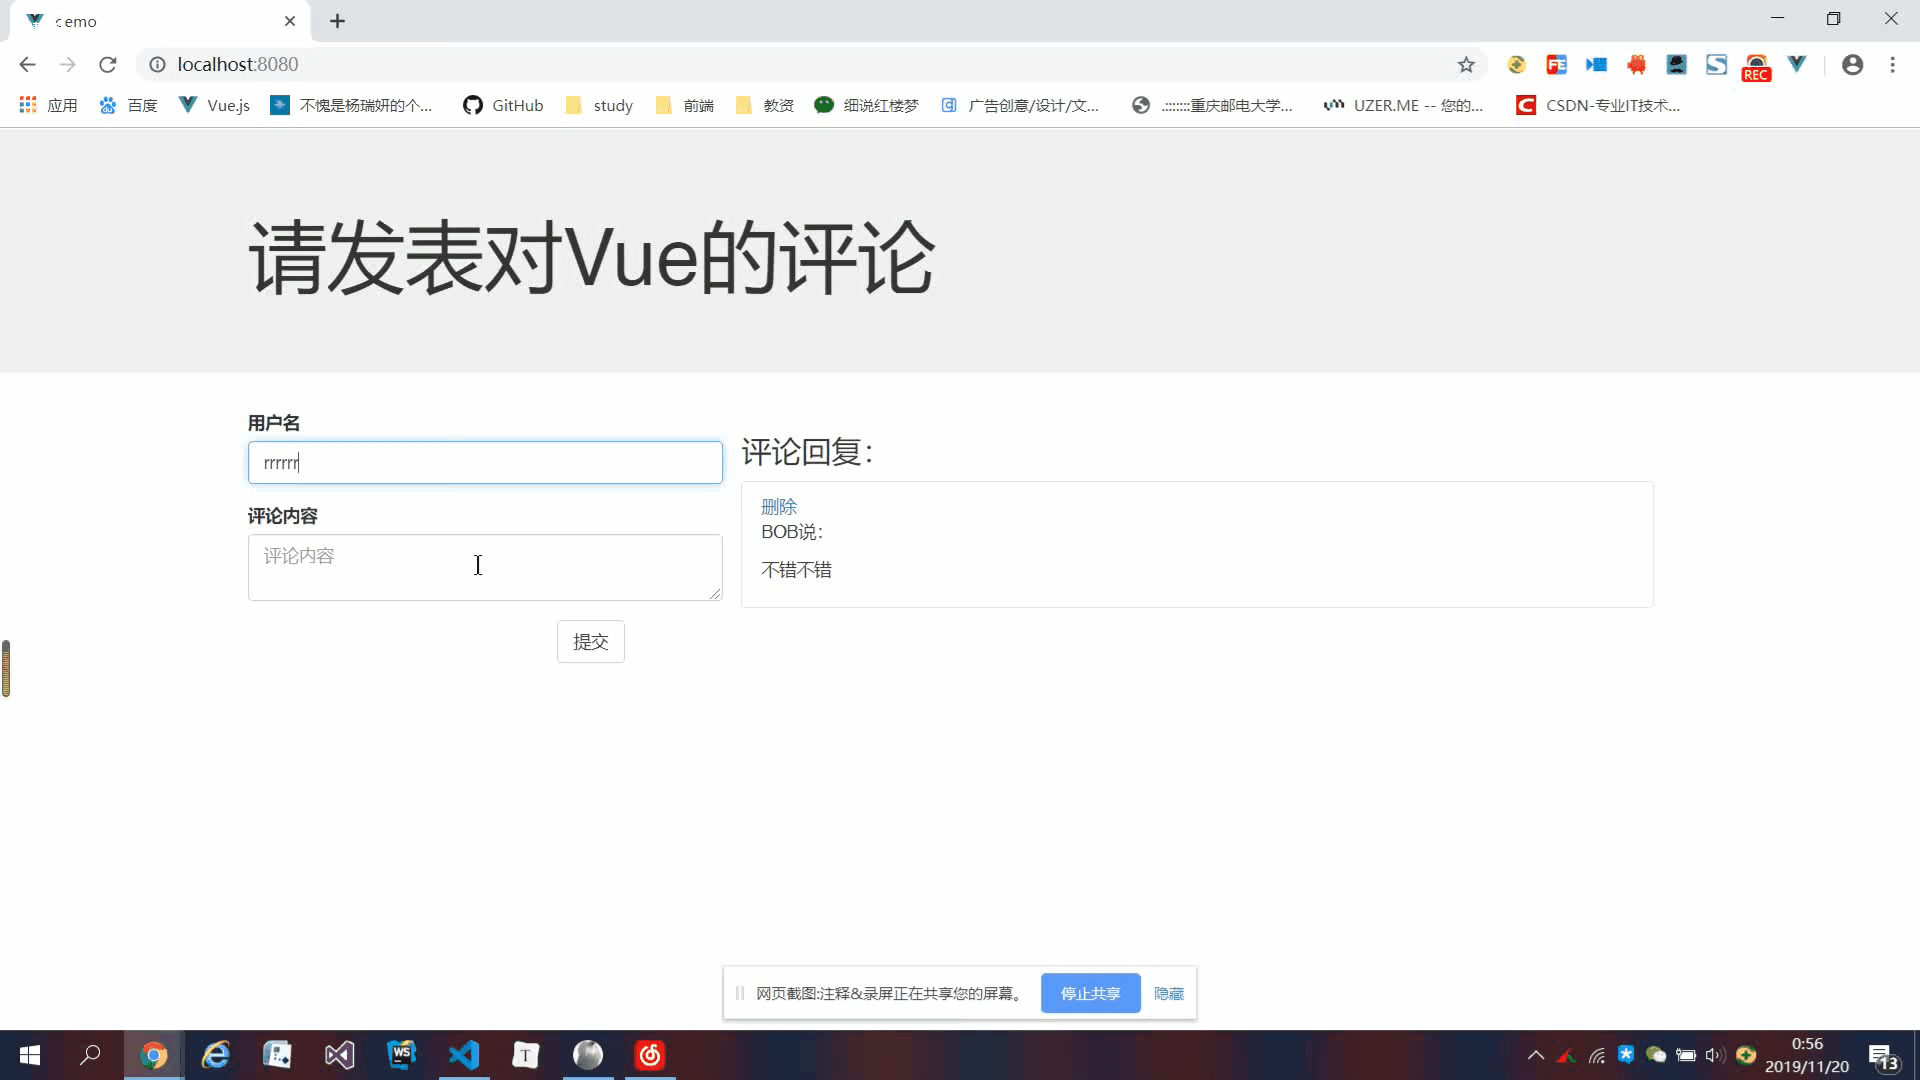 emo
localhost:8080
应用 百度 Vue.js 不愧是杨瑞妍的个... GitHub study 前端 教资 细说红楼梦 广告创意/设计/文... .:::::::重庆邮电大学... UZER.ME -- 您的... CSDN-专业IT技术...
FE
S
REC
请发表对Vue的评论
用户名
rrrrrr
评论内容
评论内容
提交
评论回复：
删除
BOB说：
不错不错
网页截图:注释&录屏正在共享您的屏幕。 停止共享 隐藏
WS
T
0:56
2019/11/20
13